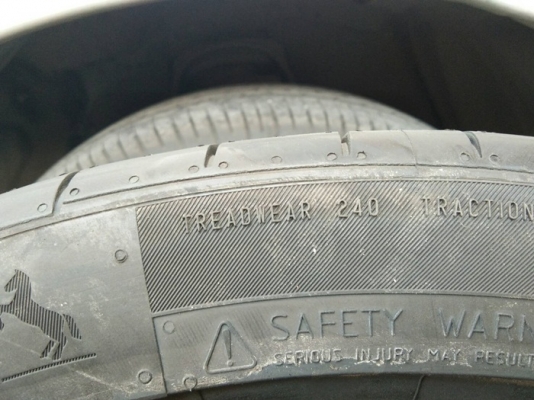 TREADWEAR 240 TRACTION
SAFETY WARN
SERIOUS INJURY MAY RESULT